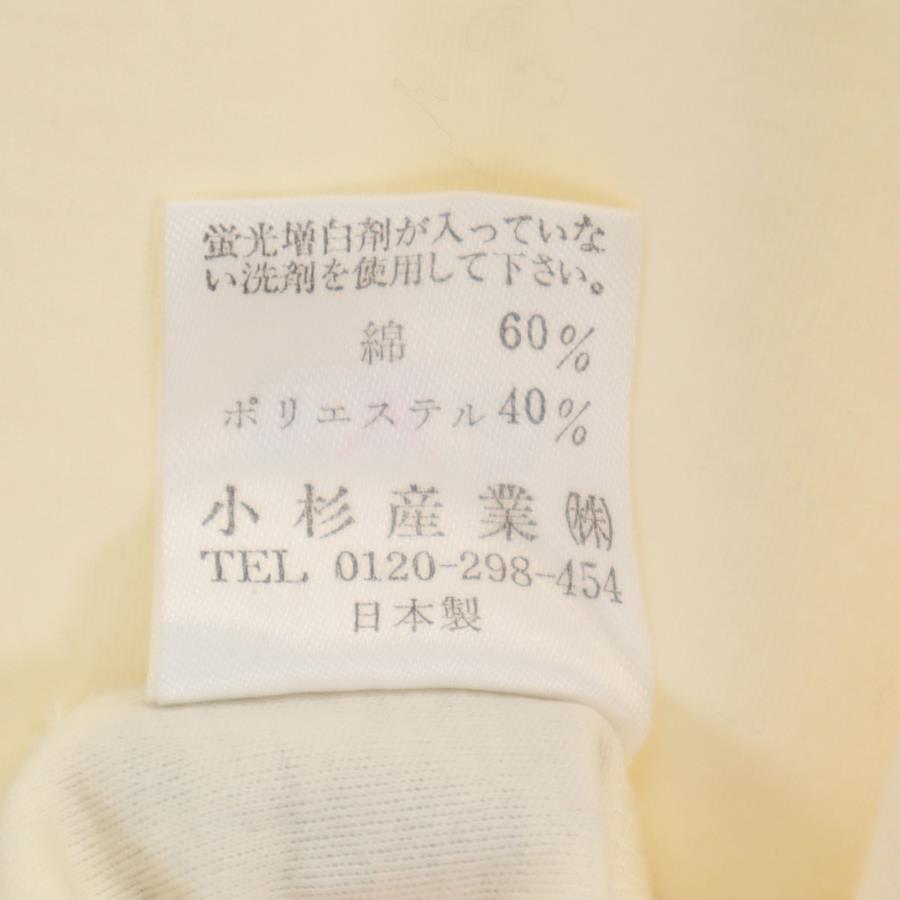 蛍光増白剤が入っていな
い洗剤を使用して下さい。
綿 60%
ポリエステル 40%
小杉産業㈱
TEL 0120-298-454
日本製